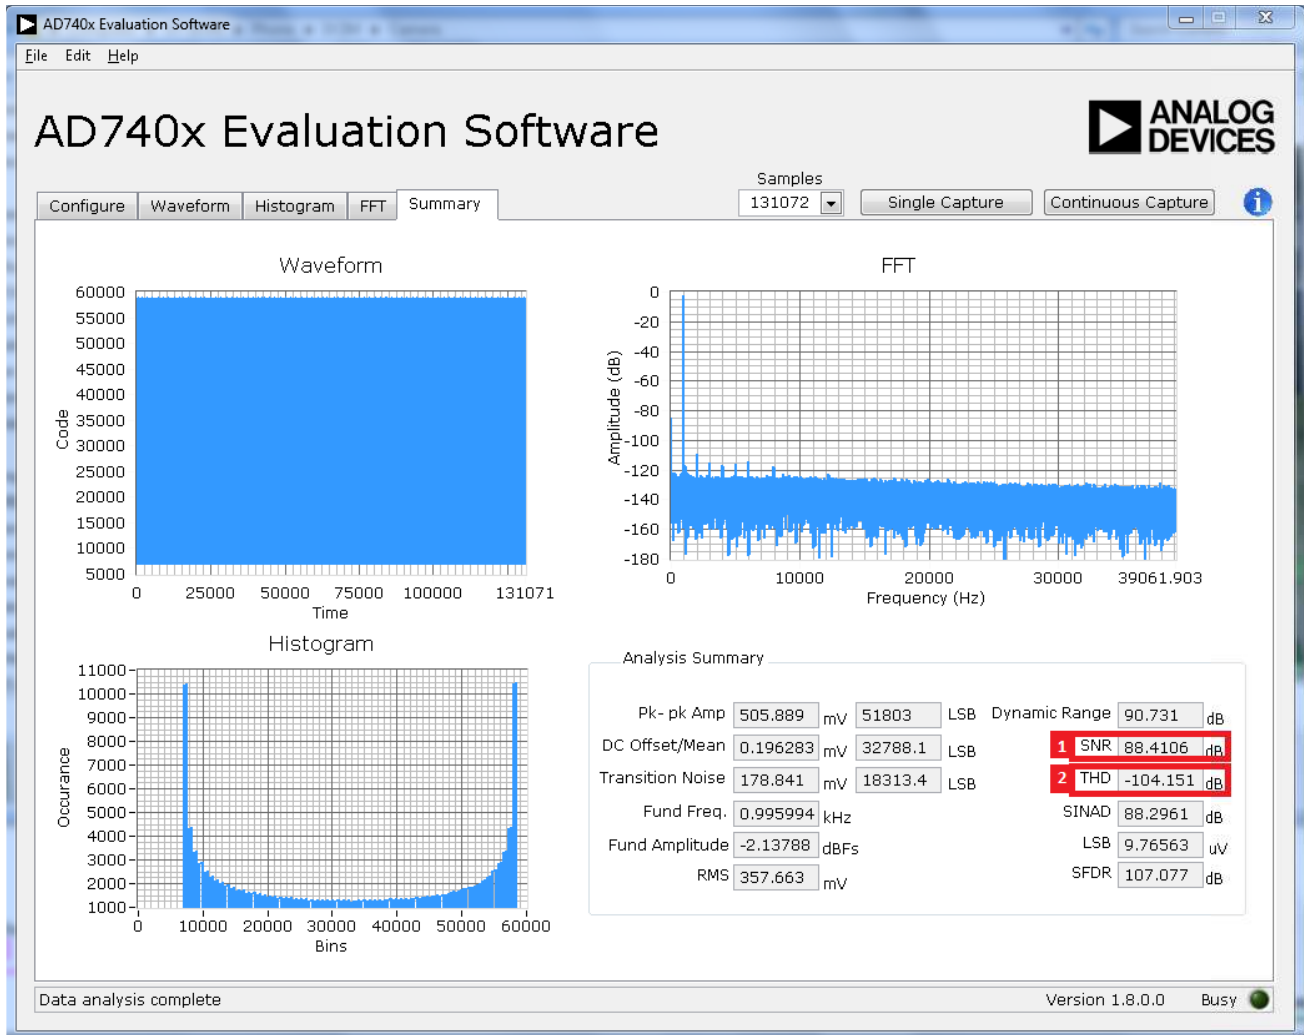 AD740x Evaluation Software
File Edit Help
AD740x Evaluation Software
ANALOG
DEVICES
Samples
Configure Waveform Histogram FFT Summary 131072 Single Capture Continuous Capture i
Waveform
60000
55000
50000
45000
40000
35000
30000
25000
20000
15000
10000
5000
Code
0 25000 50000 75000 100000 131071
Time
FFT
0
-20
-40
-60
-80
-100
-120
-140
-160
-180
Amplitude (dB)
0 10000 20000 30000 39061.903
Frequency (Hz)
Histogram
11000
10000
9000
8000
7000
6000
5000
4000
3000
2000
1000
Occurance
0 10000 20000 30000 40000 50000 60000
Bins
Analysis Summary
Pk- pk Amp 505.889 mV 51803 LSB Dynamic Range 90.731 dB
DC Offset/Mean 0.196283 mV 32788.1 LSB 1 SNR 88.4106 dB
Transition Noise 178.841 mV 18313.4 LSB 2 THD -104.151 dB
Fund Freq. 0.995994 kHz SINAD 88.2961 dB
Fund Amplitude -2.13788 dBFs LSB 9.76563 uV
RMS 357.663 mV SFDR 107.077 dB
Data analysis complete Version 1.8.0.0 Busy